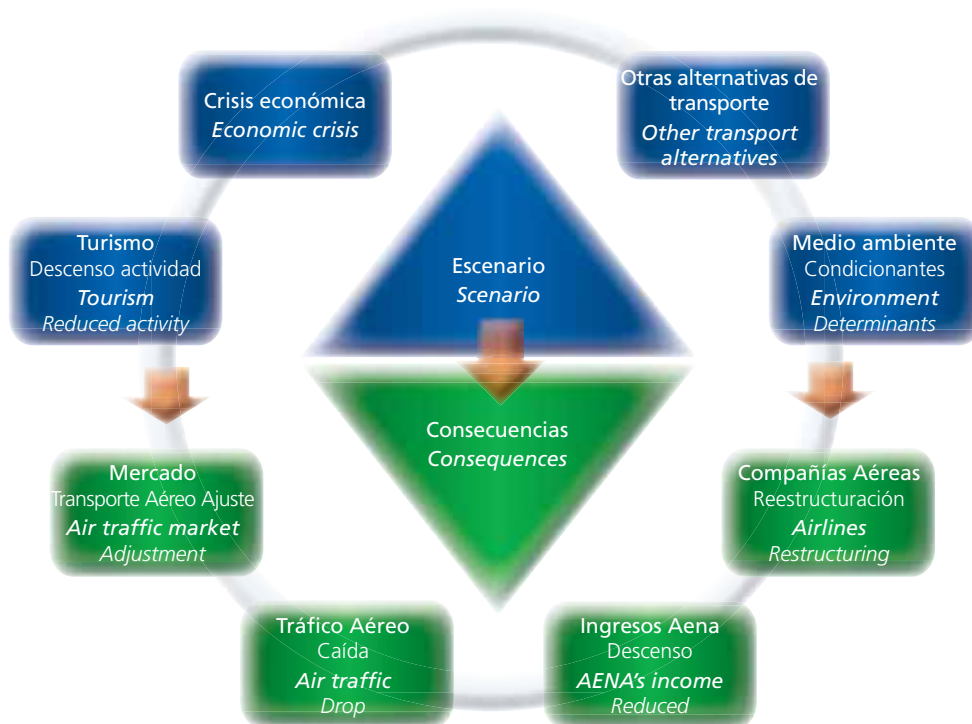 Crisis económica
Economic crisis
Otras alternativas de
transporte
Other transport
alternatives
Turismo
Descenso actividad
Tourism
Reduced activity
Escenario
Scenario
Medio ambiente
Condicionantes
Environment
Determinants
Consecuencias
Consequences
Mercado
Transporte Aéreo Ajuste
Air traffic market
Adjustment
Compañías Aéreas
Reestructuración
Airlines
Restructuring
Tráfico Aéreo
Caída
Air traffic
Drop
Ingresos Aena
Descenso
AENA's income
Reduced